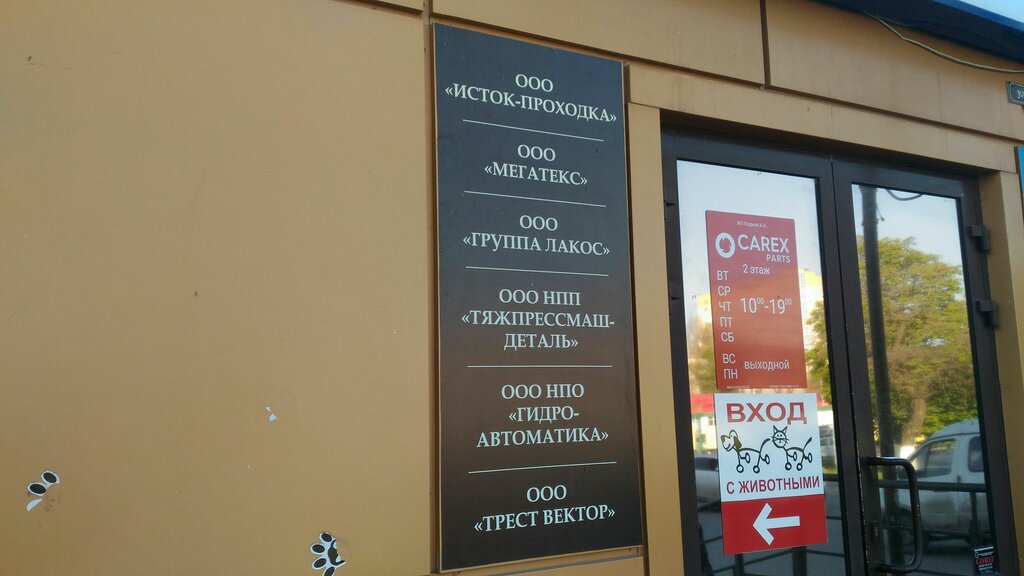 ООО
«ИСТОК-ПРОХОДКА»
ООО
«МЕГАТЕКС»
ООО
«ГРУППА ЛАКОС»
ООО НПП
«ТЯЖПРЕССМАШ-
ДЕТАЛЬ»
ООО НПО
«ГИДРО-
АВТОМАТИКА»
ООО
«ТРЕСТ ВЕКТОР»
CAREX
PARTS
2 этаж
ВТ
СР
ЧТ 10⁰⁰-19⁰⁰
ПТ
СБ
ВС
ПН выходной
ВХОД
С ЖИВОТНЫМИ